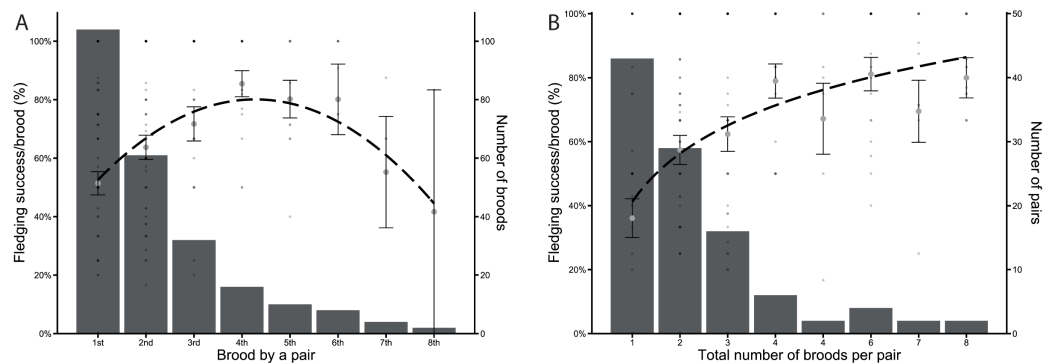 A
Fledging success/brood (%)
100%
80%
60%
40%
20%
0%
100
80
60
40
20
0
Number of broods
1st 2nd 3rd 4th 5th 6th 7th 8th
Brood by a pair
B
Fledging success/brood (%)
100%
80%
60%
40%
20%
0%
50
40
30
20
10
0
Number of pairs
1 2 3 4 4 6 7 8
Total number of broods per pair